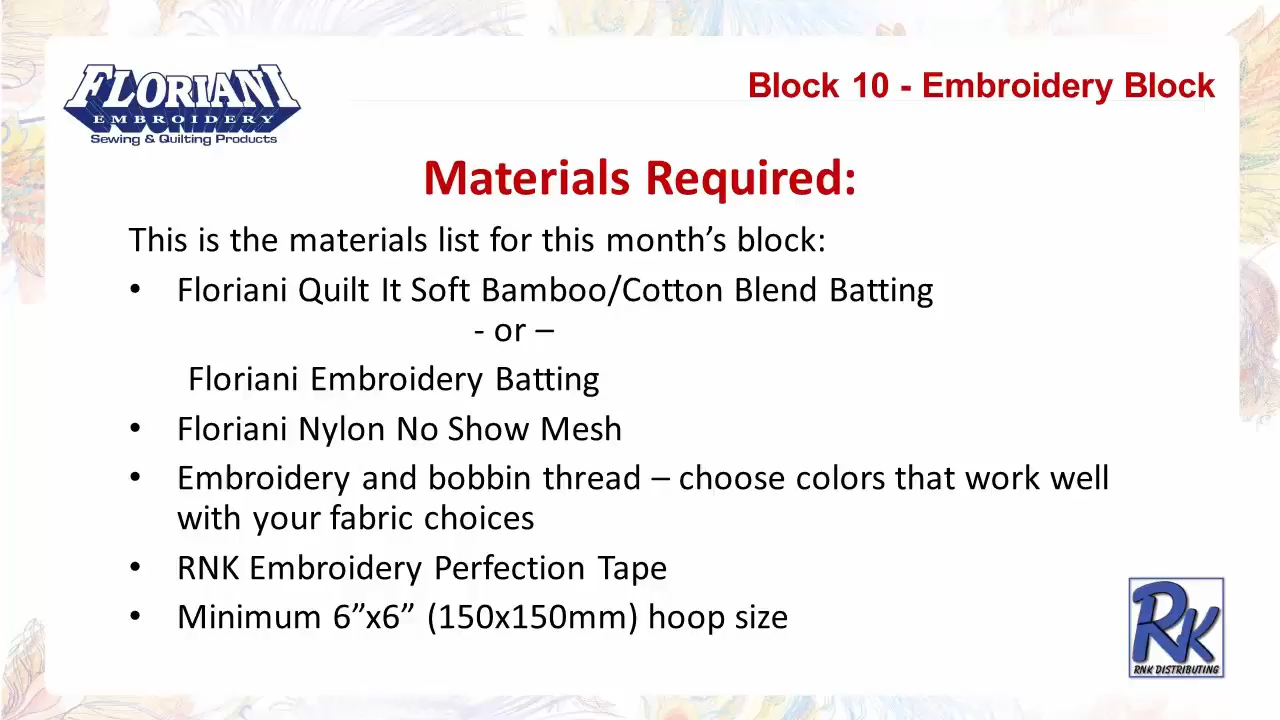 FLORIANI
EMBROIDERY
Sewing & Quilting Products
Block 10 - Embroidery Block
Materials Required:
This is the materials list for this month’s block:
• Floriani Quilt It Soft Bamboo/Cotton Blend Batting
- or –
Floriani Embroidery Batting
• Floriani Nylon No Show Mesh
• Embroidery and bobbin thread – choose colors that work well
with your fabric choices
• RNK Embroidery Perfection Tape
• Minimum 6”x6” (150x150mm) hoop size
RNK
RNK DISTRIBUTING